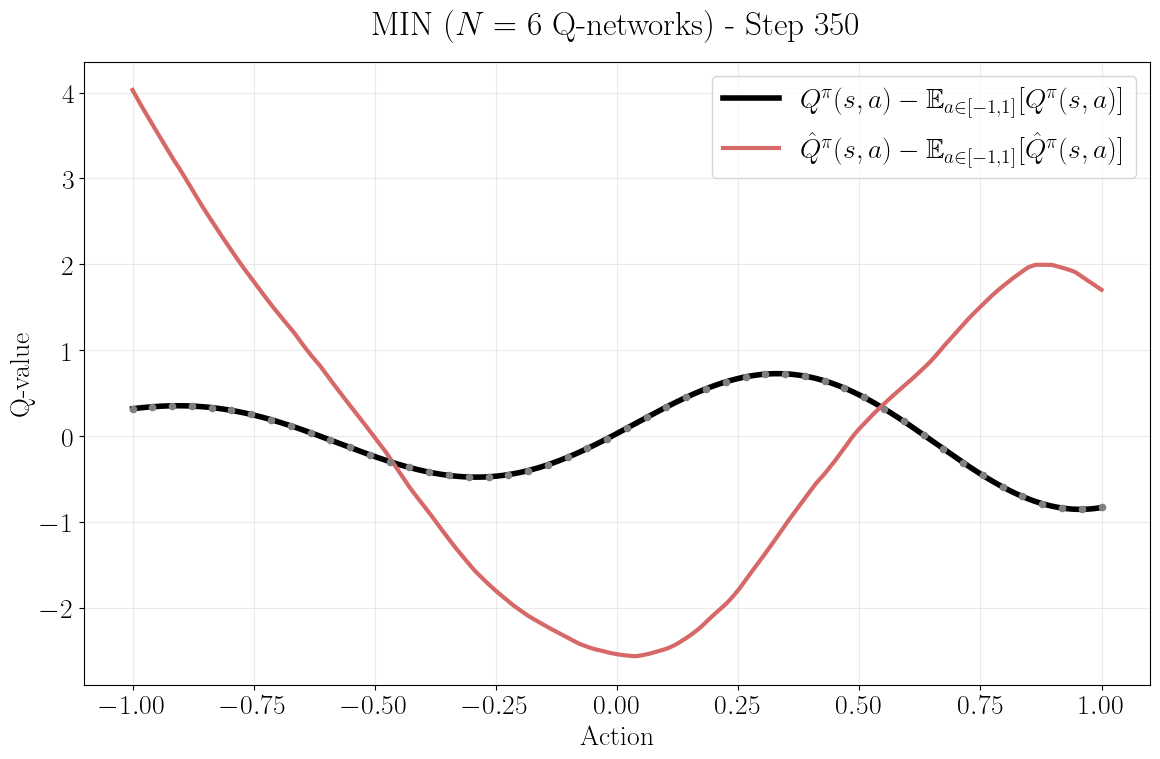 MIN (N = 6 Q-networks) - Step 350
Q^π(s, a) − 𝔼_{a∈[−1,1]}[Q^π(s, a)]
Q̂^π(s, a) − 𝔼_{a∈[−1,1]}[Q̂^π(s, a)]
Q-value
4
3
2
1
0
−1
−2
−1.00 −0.75 −0.50 −0.25 0.00 0.25 0.50 0.75 1.00
Action